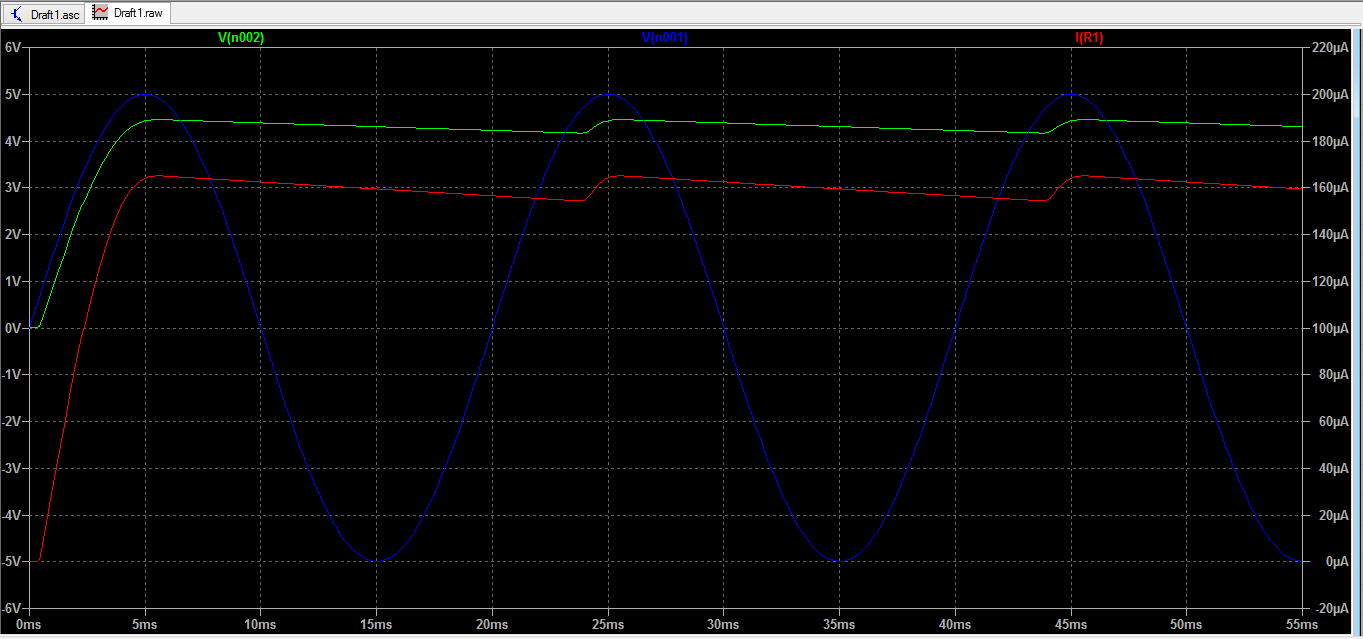 Draft1.asc Draft1.raw
V(n002) V(n001) I(R1)
6V 220µA
5V 200µA
4V 180µA
3V 160µA
2V 140µA
1V 120µA
0V 100µA
-1V 80µA
-2V 60µA
-3V 40µA
-4V 20µA
-5V 0µA
-6V -20µA
0ms 5ms 10ms 15ms 20ms 25ms 30ms 35ms 40ms 45ms 50ms 55ms